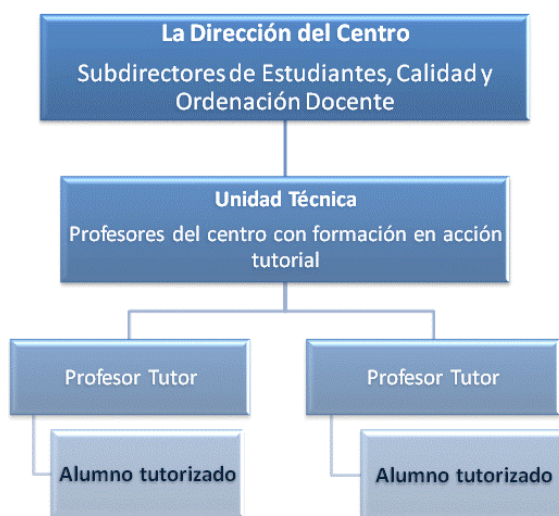 La Dirección del Centro
Subdirectores de Estudiantes, Calidad y
Ordenación Docente
Unidad Técnica
Profesores del centro con formación en acción
tutorial
Profesor Tutor
Profesor Tutor
Alumno tutorizado
Alumno tutorizado